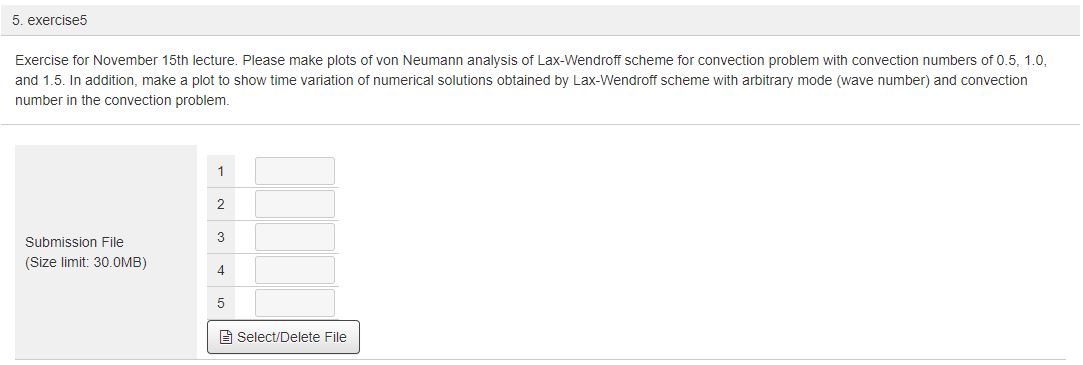 5. exercise5
Exercise for November 15th lecture. Please make plots of von Neumann analysis of Lax-Wendroff scheme for convection problem with convection numbers of 0.5, 1.0,
and 1.5. In addition, make a plot to show time variation of numerical solutions obtained by Lax-Wendroff scheme with arbitrary mode (wave number) and convection
number in the convection problem.
1
2
3
Submission File
(Size limit: 30.0MB)
4
5
Select/Delete File